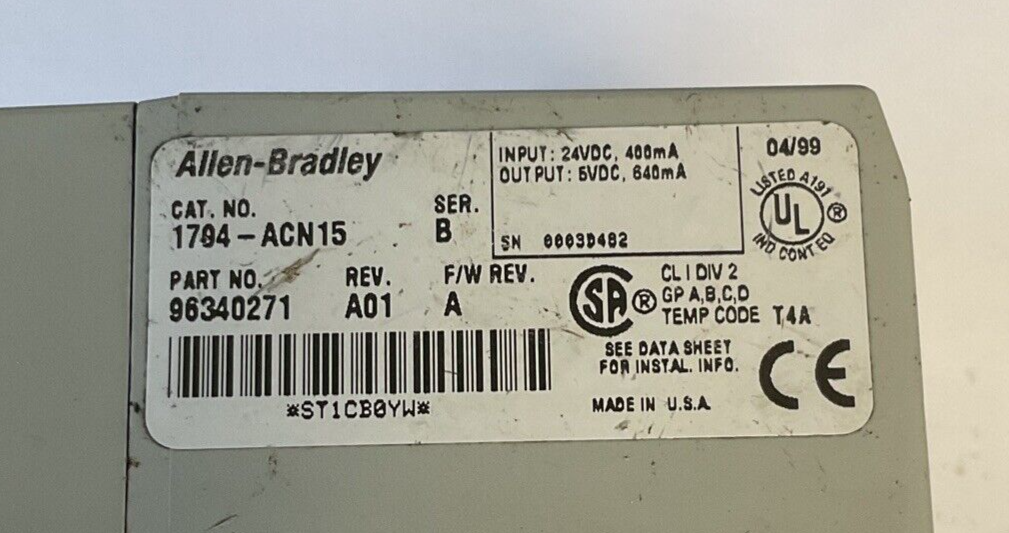 Allen-Bradley
CAT. NO.
SER.
1794-ACN15
B
PART NO.
REV.
F/W REV.
96340271
A01
A
*ST1CB0YW*
INPUT: 24VDC, 400mA
OUTPUT: 5VDC, 640mA
SN 0003D482
04/99
LISTED A191
UL ®
IND CONT EQ
SA ®
CL I DIV 2
GP A,B,C,D
TEMP CODE T4A
SEE DATA SHEET
FOR INSTAL. INFO.
CE
MADE IN U.S.A